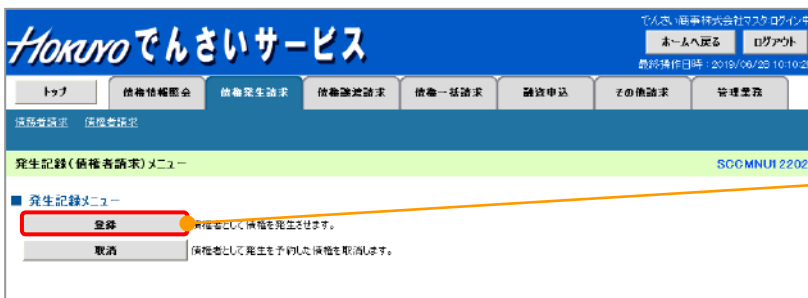 でんさい商事株式会社マスタ ログイン中
Hokuyoでんさいサービス
ホームへ戻る ログアウト
最終操作日時：2019/06/28 10:10:28
トップ 債権情報照会 債権発生請求 債権譲渡請求 債権一括請求 融資申込 その他請求 管理業務
債務者請求 債権者請求
発生記録（債権者請求）メニュー SCCMNU12202
■ 発生記録メニュー
登録 債権者として債権を発生させます。
取消 債権者として発生を予約した債権を取消します。